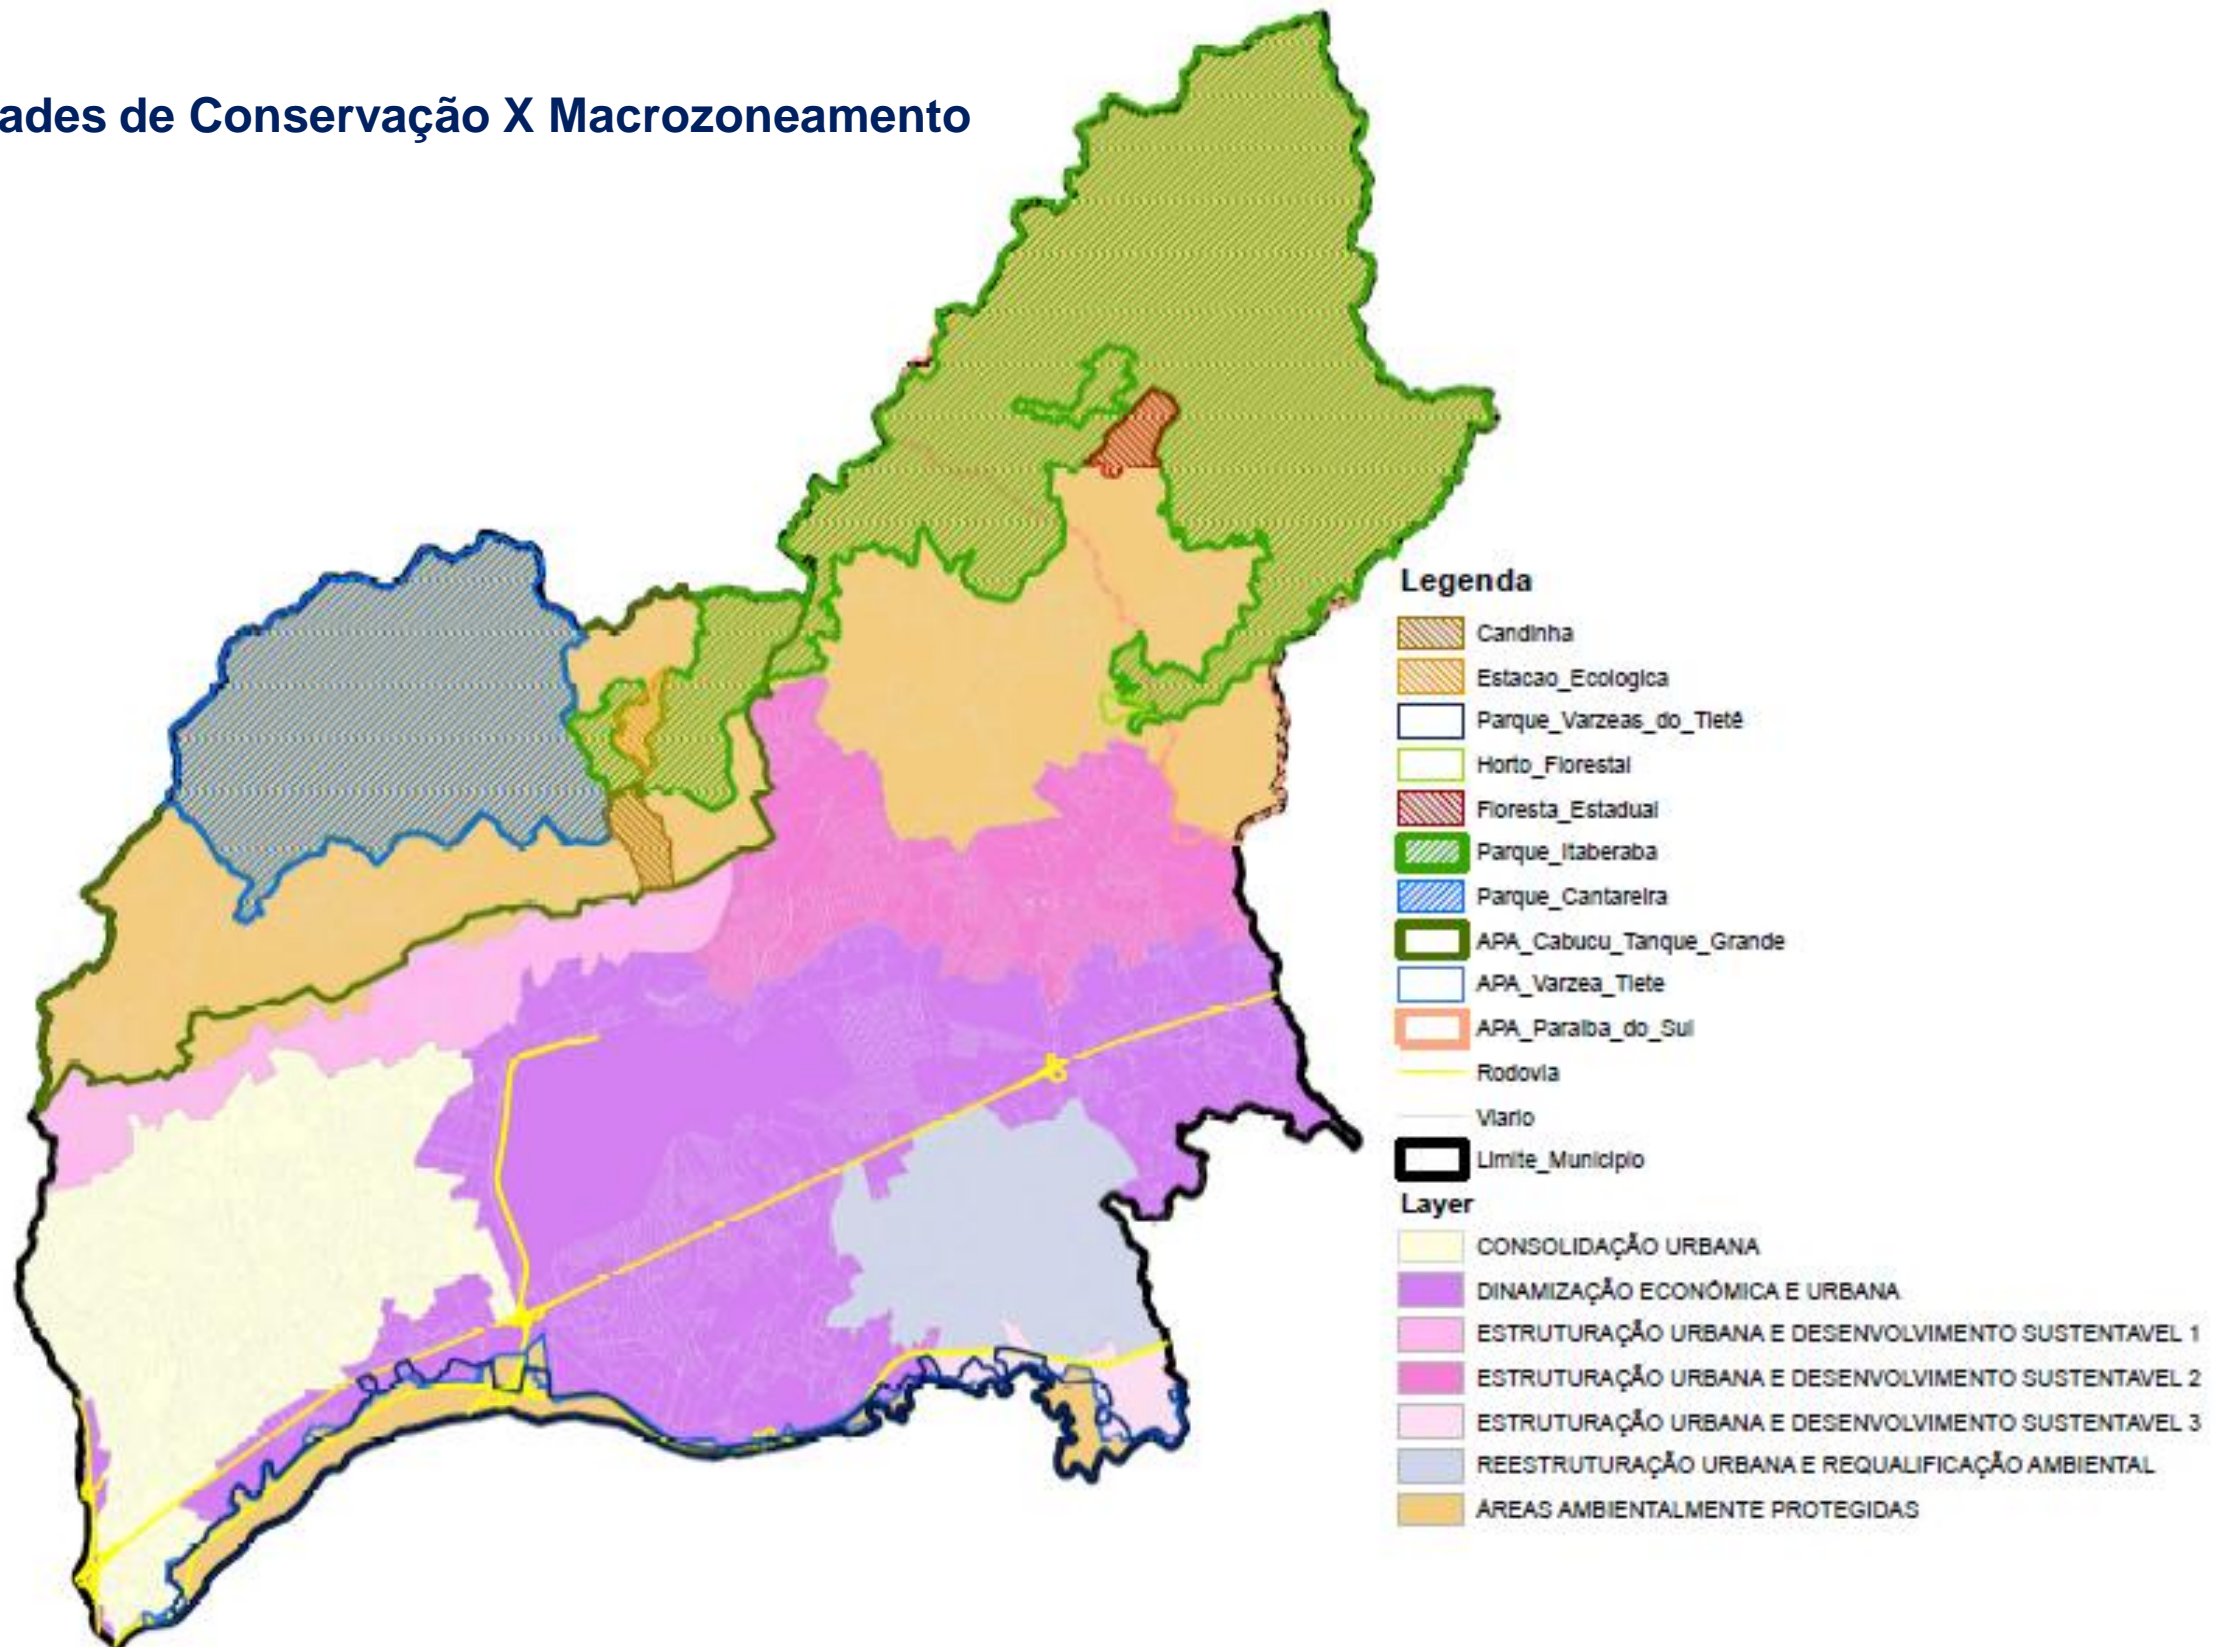 ades de Conservação X Macrozoneamento
Legenda
Candinha
Estacao_Ecologica
Parque_Varzeas_do_Tietê
Horto_Florestal
Floresta_Estadual
Parque_Itaberaba
Parque_Cantareira
APA_Cabucu_Tanque_Grande
APA_Varzea_Tiete
APA_Paraiba_do_Sul
Rodovia
Viario
Limite_Municipio
Layer
CONSOLIDAÇÃO URBANA
DINAMIZAÇÃO ECONÔMICA E URBANA
ESTRUTURAÇÃO URBANA E DESENVOLVIMENTO SUSTENTAVEL 1
ESTRUTURAÇÃO URBANA E DESENVOLVIMENTO SUSTENTAVEL 2
ESTRUTURAÇÃO URBANA E DESENVOLVIMENTO SUSTENTAVEL 3
REESTRUTURAÇÃO URBANA E REQUALIFICAÇÃO AMBIENTAL
ÁREAS AMBIENTALMENTE PROTEGIDAS